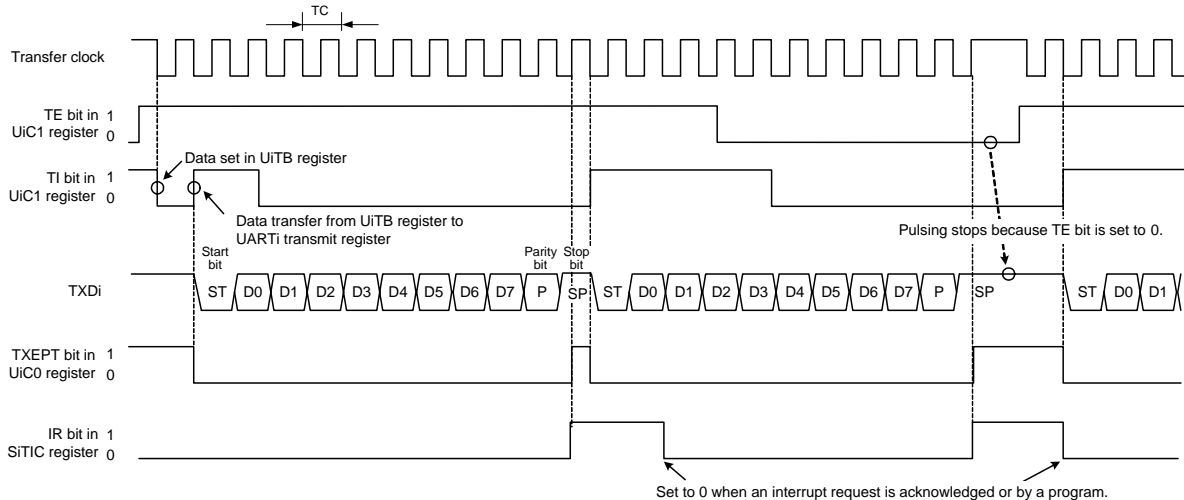 TC
Transfer clock
TE bit in 1
UiC1 register 0
Data set in UiTB register
TI bit in 1
UiC1 register 0
Data transfer from UiTB register to
UARTi transmit register
Pulsing stops because TE bit is set to 0.
Start
bit
Parity
bit
Stop
bit
TXDi
ST D0 D1 D2 D3 D4 D5 D6 D7 P SP ST D0 D1 D2 D3 D4 D5 D6 D7 P SP ST D0 D1
TXEPT bit in 1
UiC0 register 0
IR bit in 1
SiTIC register 0
Set to 0 when an interrupt request is acknowledged or by a program.